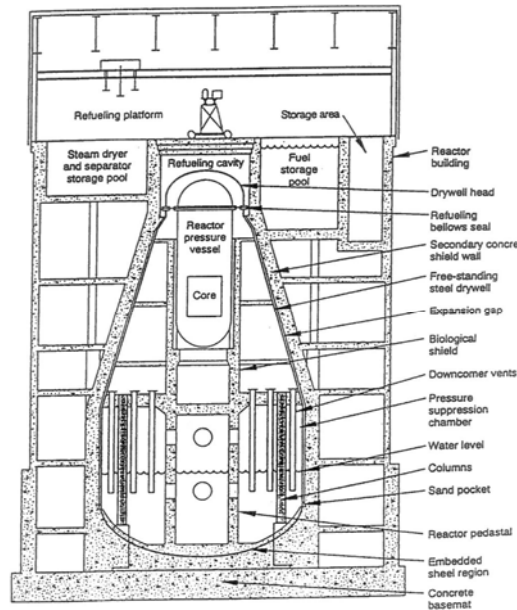 Refueling platform
Storage area
Steam dryer
and separator
storage pool
Refueling cavity
Fuel
storage
pool
Reactor
building
Drywell head
Refueling
bellows seal
Reactor
pressure
vessel
Secondary concre
shield wall
Core
Free-standing
steel drywell
Expansion gap
Biological
shield
Downcomer vents
Pressure
suppression
chamber
Water level
Columns
Sand pocket
Reactor pedastal
Embedded
sheel region
Concrete
basemat